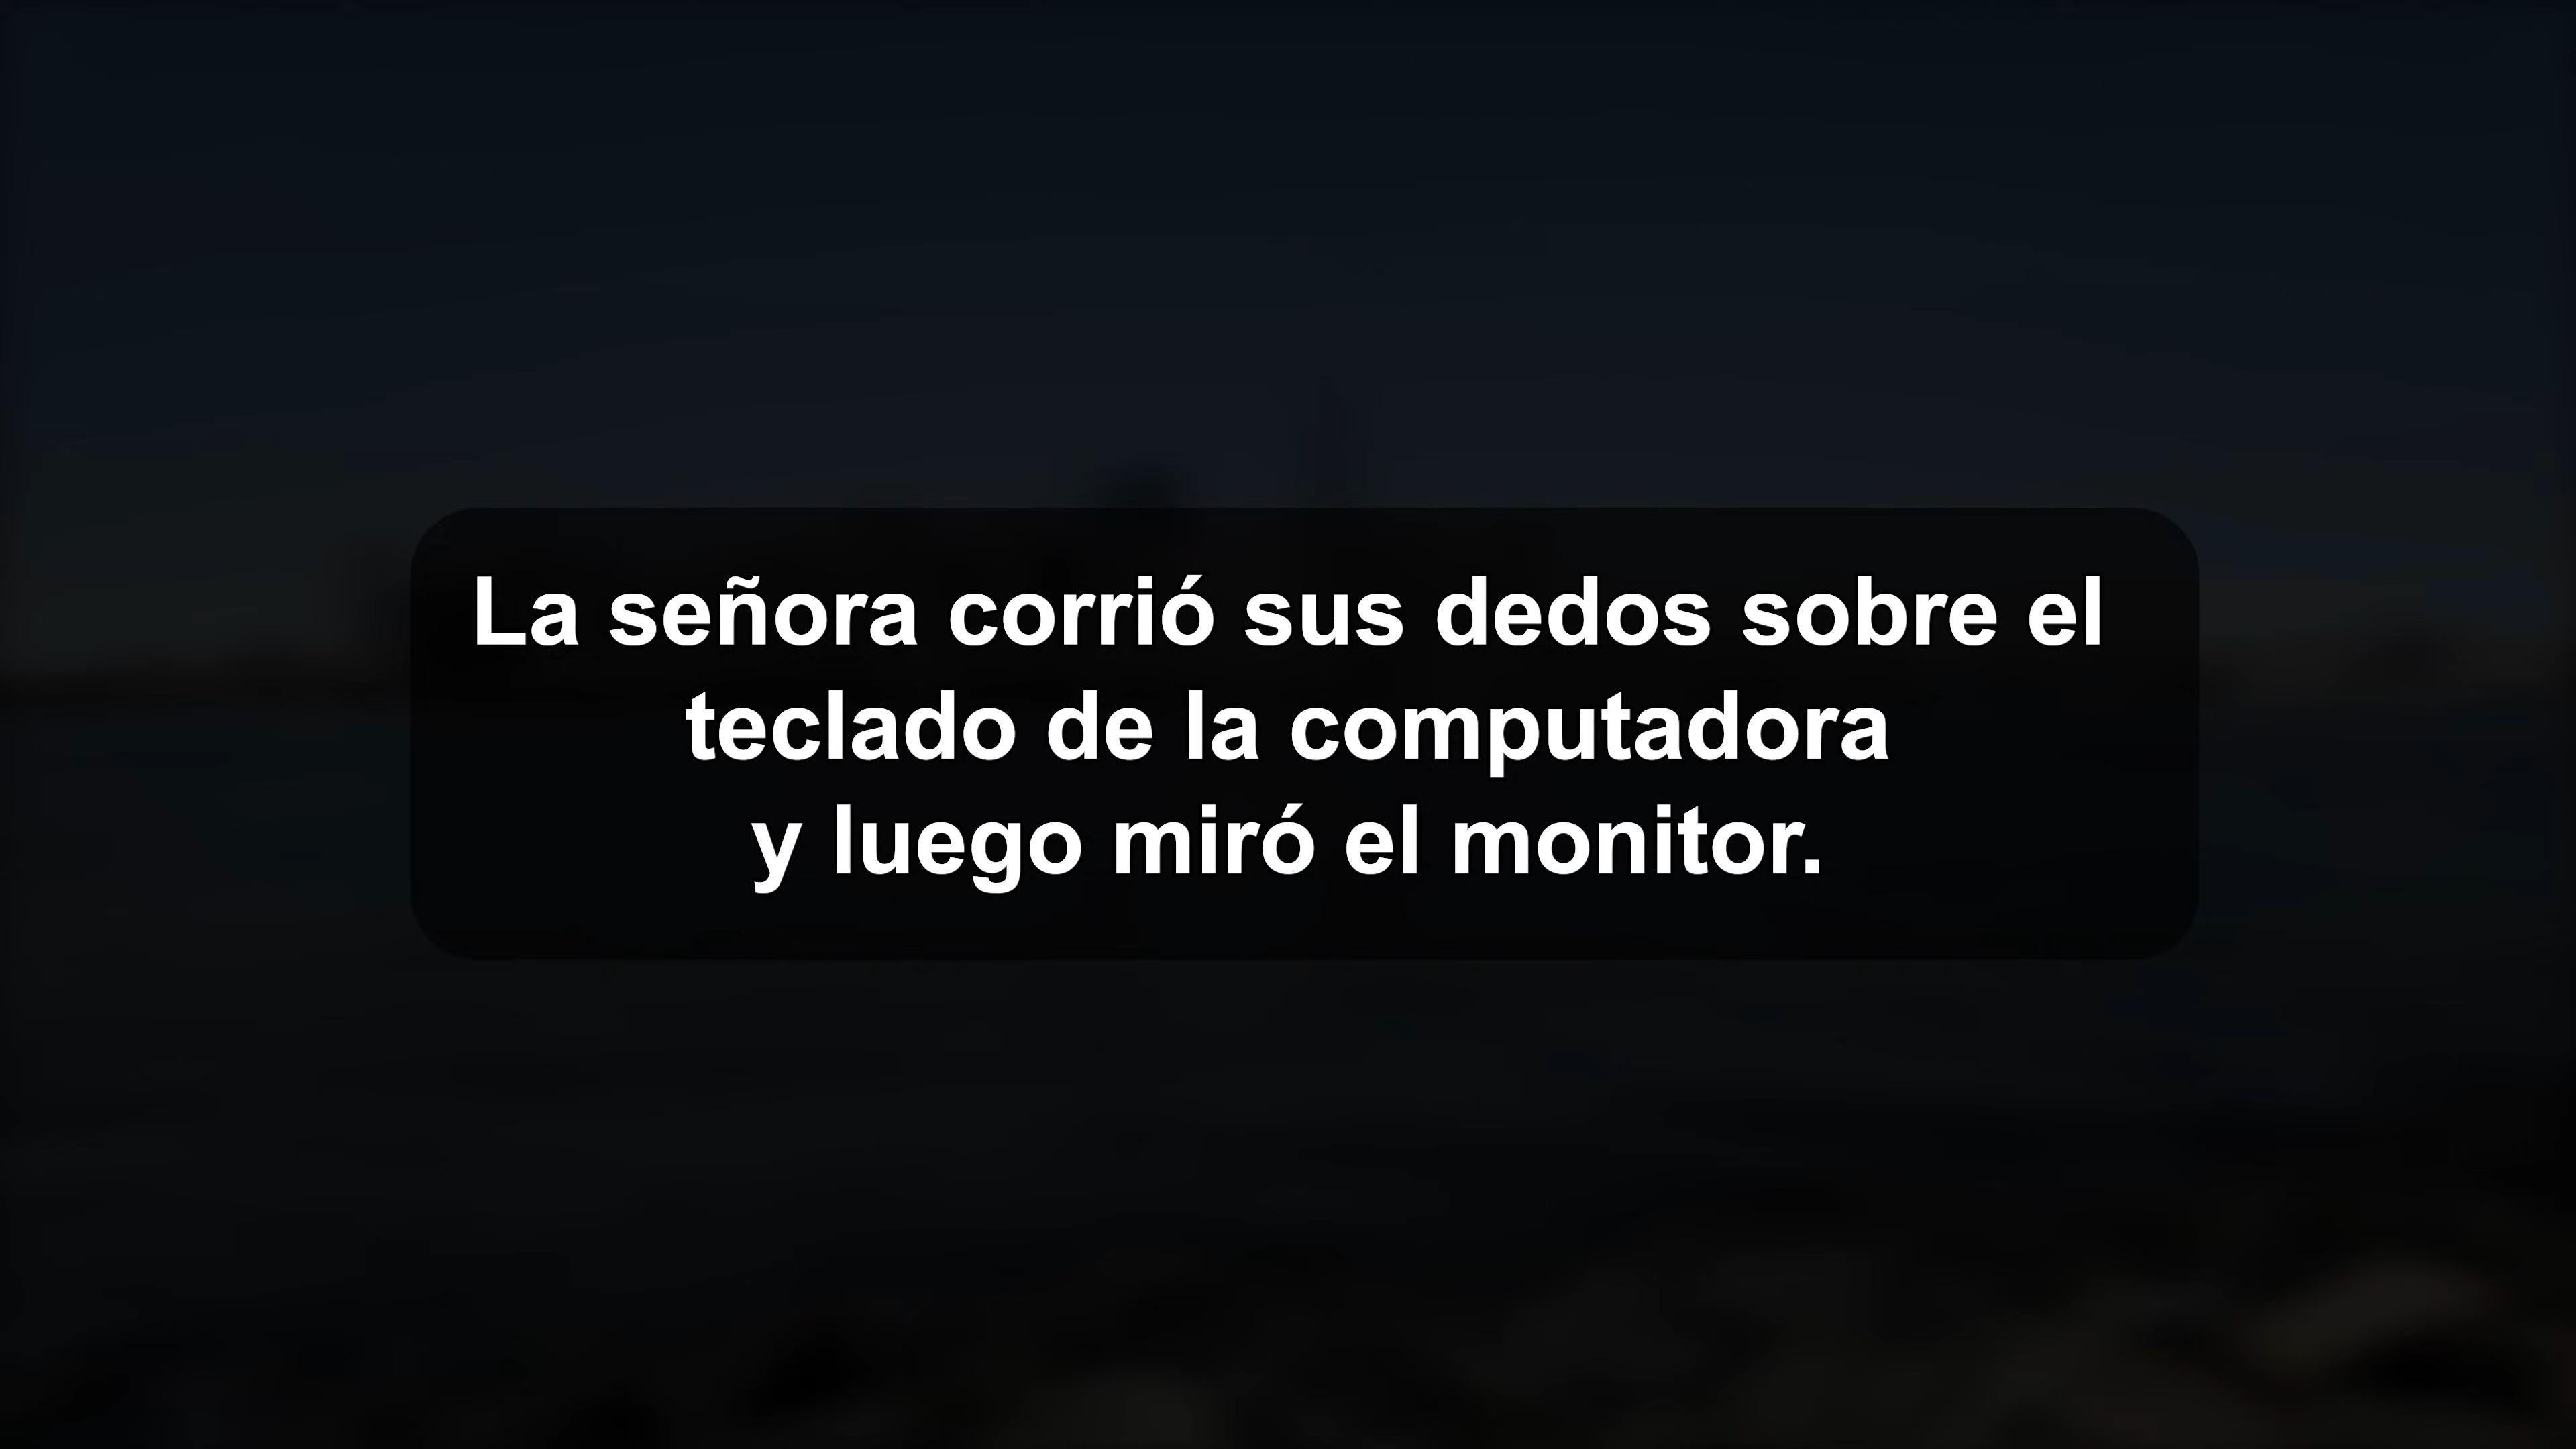 La señora corrió sus dedos sobre el
teclado de la computadora
y luego miró el monitor.